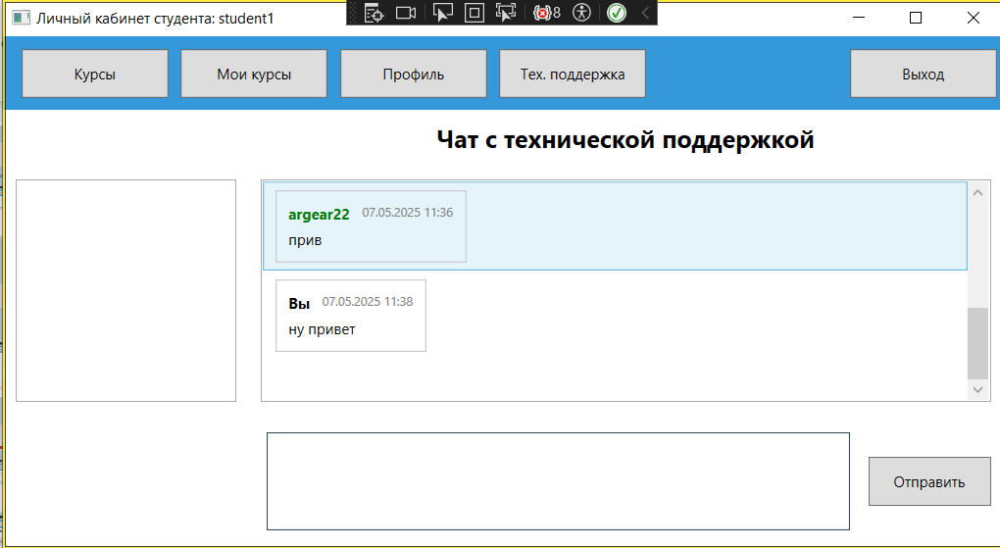 Личный кабинет студента: student1
8
Курсы
Мои курсы
Профиль
Тех. поддержка
Выход
Чат с технической поддержкой
argear22 07.05.2025 11:36
прив
Вы 07.05.2025 11:38
ну привет
Отправить